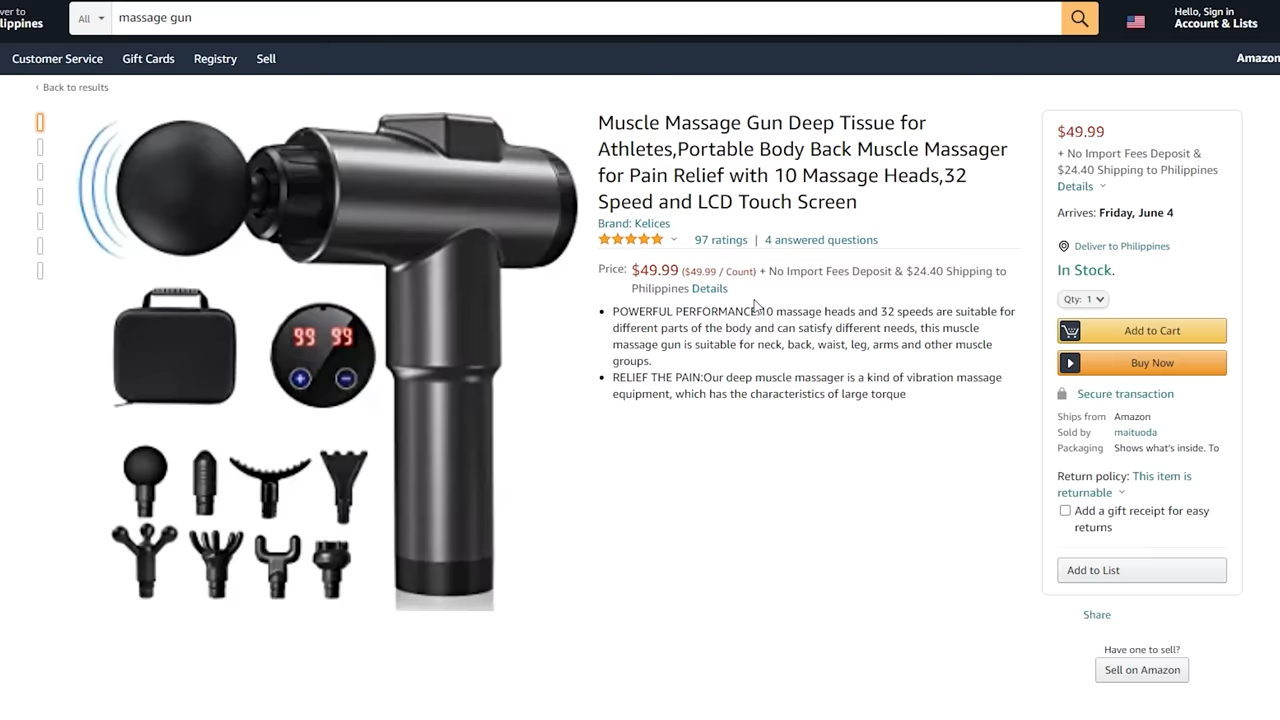 ver to
lippines
All
massage gun
Hello, Sign in
Account & Lists
Customer Service
Gift Cards
Registry
Sell
Amazon
‹ Back to results
Muscle Massage Gun Deep Tissue for
Athletes,Portable Body Back Muscle Massager
for Pain Relief with 10 Massage Heads,32
Speed and LCD Touch Screen
Brand: Kelices
97 ratings | 4 answered questions
Price: $49.99 ($49.99 / Count) + No Import Fees Deposit & $24.40 Shipping to
Philippines Details
• POWERFUL PERFORMANCE:10 massage heads and 32 speeds are suitable for
different parts of the body and can satisfy different needs, this muscle
massage gun is suitable for neck, back, waist, leg, arms and other muscle
groups.
• RELIEF THE PAIN:Our deep muscle massager is a kind of vibration massage
equipment, which has the characteristics of large torque
99 99
+ −
$49.99
+ No Import Fees Deposit &
$24.40 Shipping to Philippines
Details
Arrives: Friday, June 4
Deliver to Philippines
In Stock.
Qty: 1
Add to Cart
Buy Now
Secure transaction
Ships from Amazon
Sold by maituoda
Packaging Shows what's inside. To
Return policy: This item is
returnable
Add a gift receipt for easy
returns
Add to List
Share
Have one to sell?
Sell on Amazon